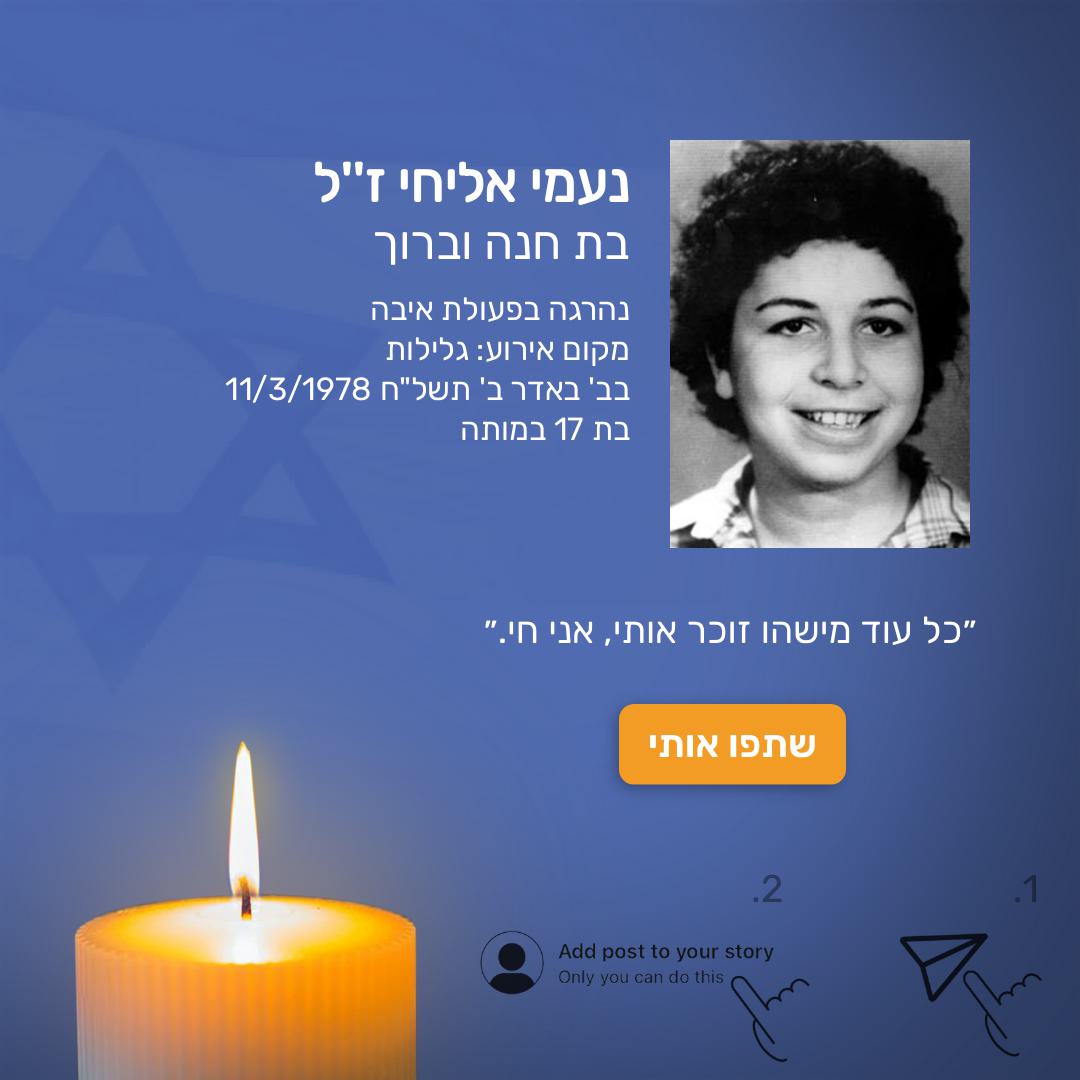 נעמי אליחי ז"ל
בת חנה וברוך
נהרגה בפעולת איבה
מקום אירוע: גלילות
בב' באדר ב' תשל"ח 11/3/1978
בת 17 במותה
״כל עוד מישהו זוכר אותי, אני חי.״
שתפו אותי
.1
.2
Add post to your story
Only you can do this